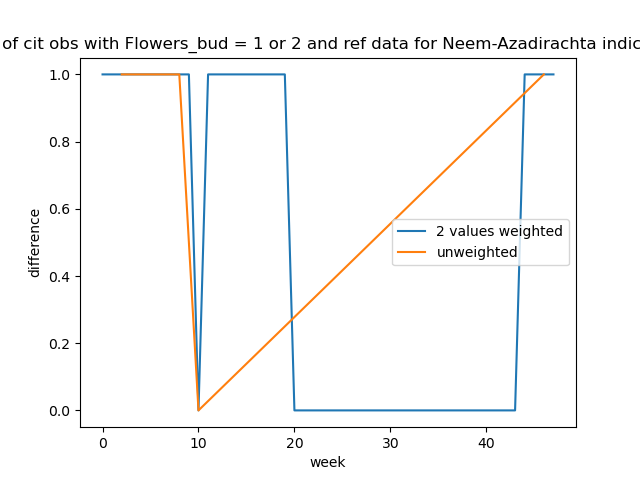 of cit obs with Flowers_bud = 1 or 2 and ref data for Neem-Azadirachta indic
1.0
0.8
0.6
0.4
0.2
0.0
difference
2 values weighted
unweighted
0
10
20
30
40
week